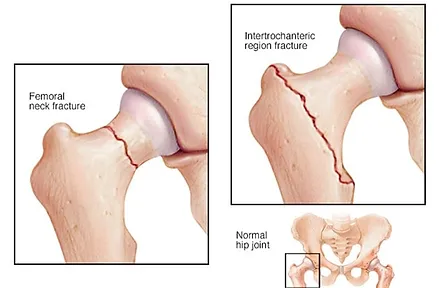 Femoral
neck fracture
Intertrochanteric
region fracture
Normal
hip joint